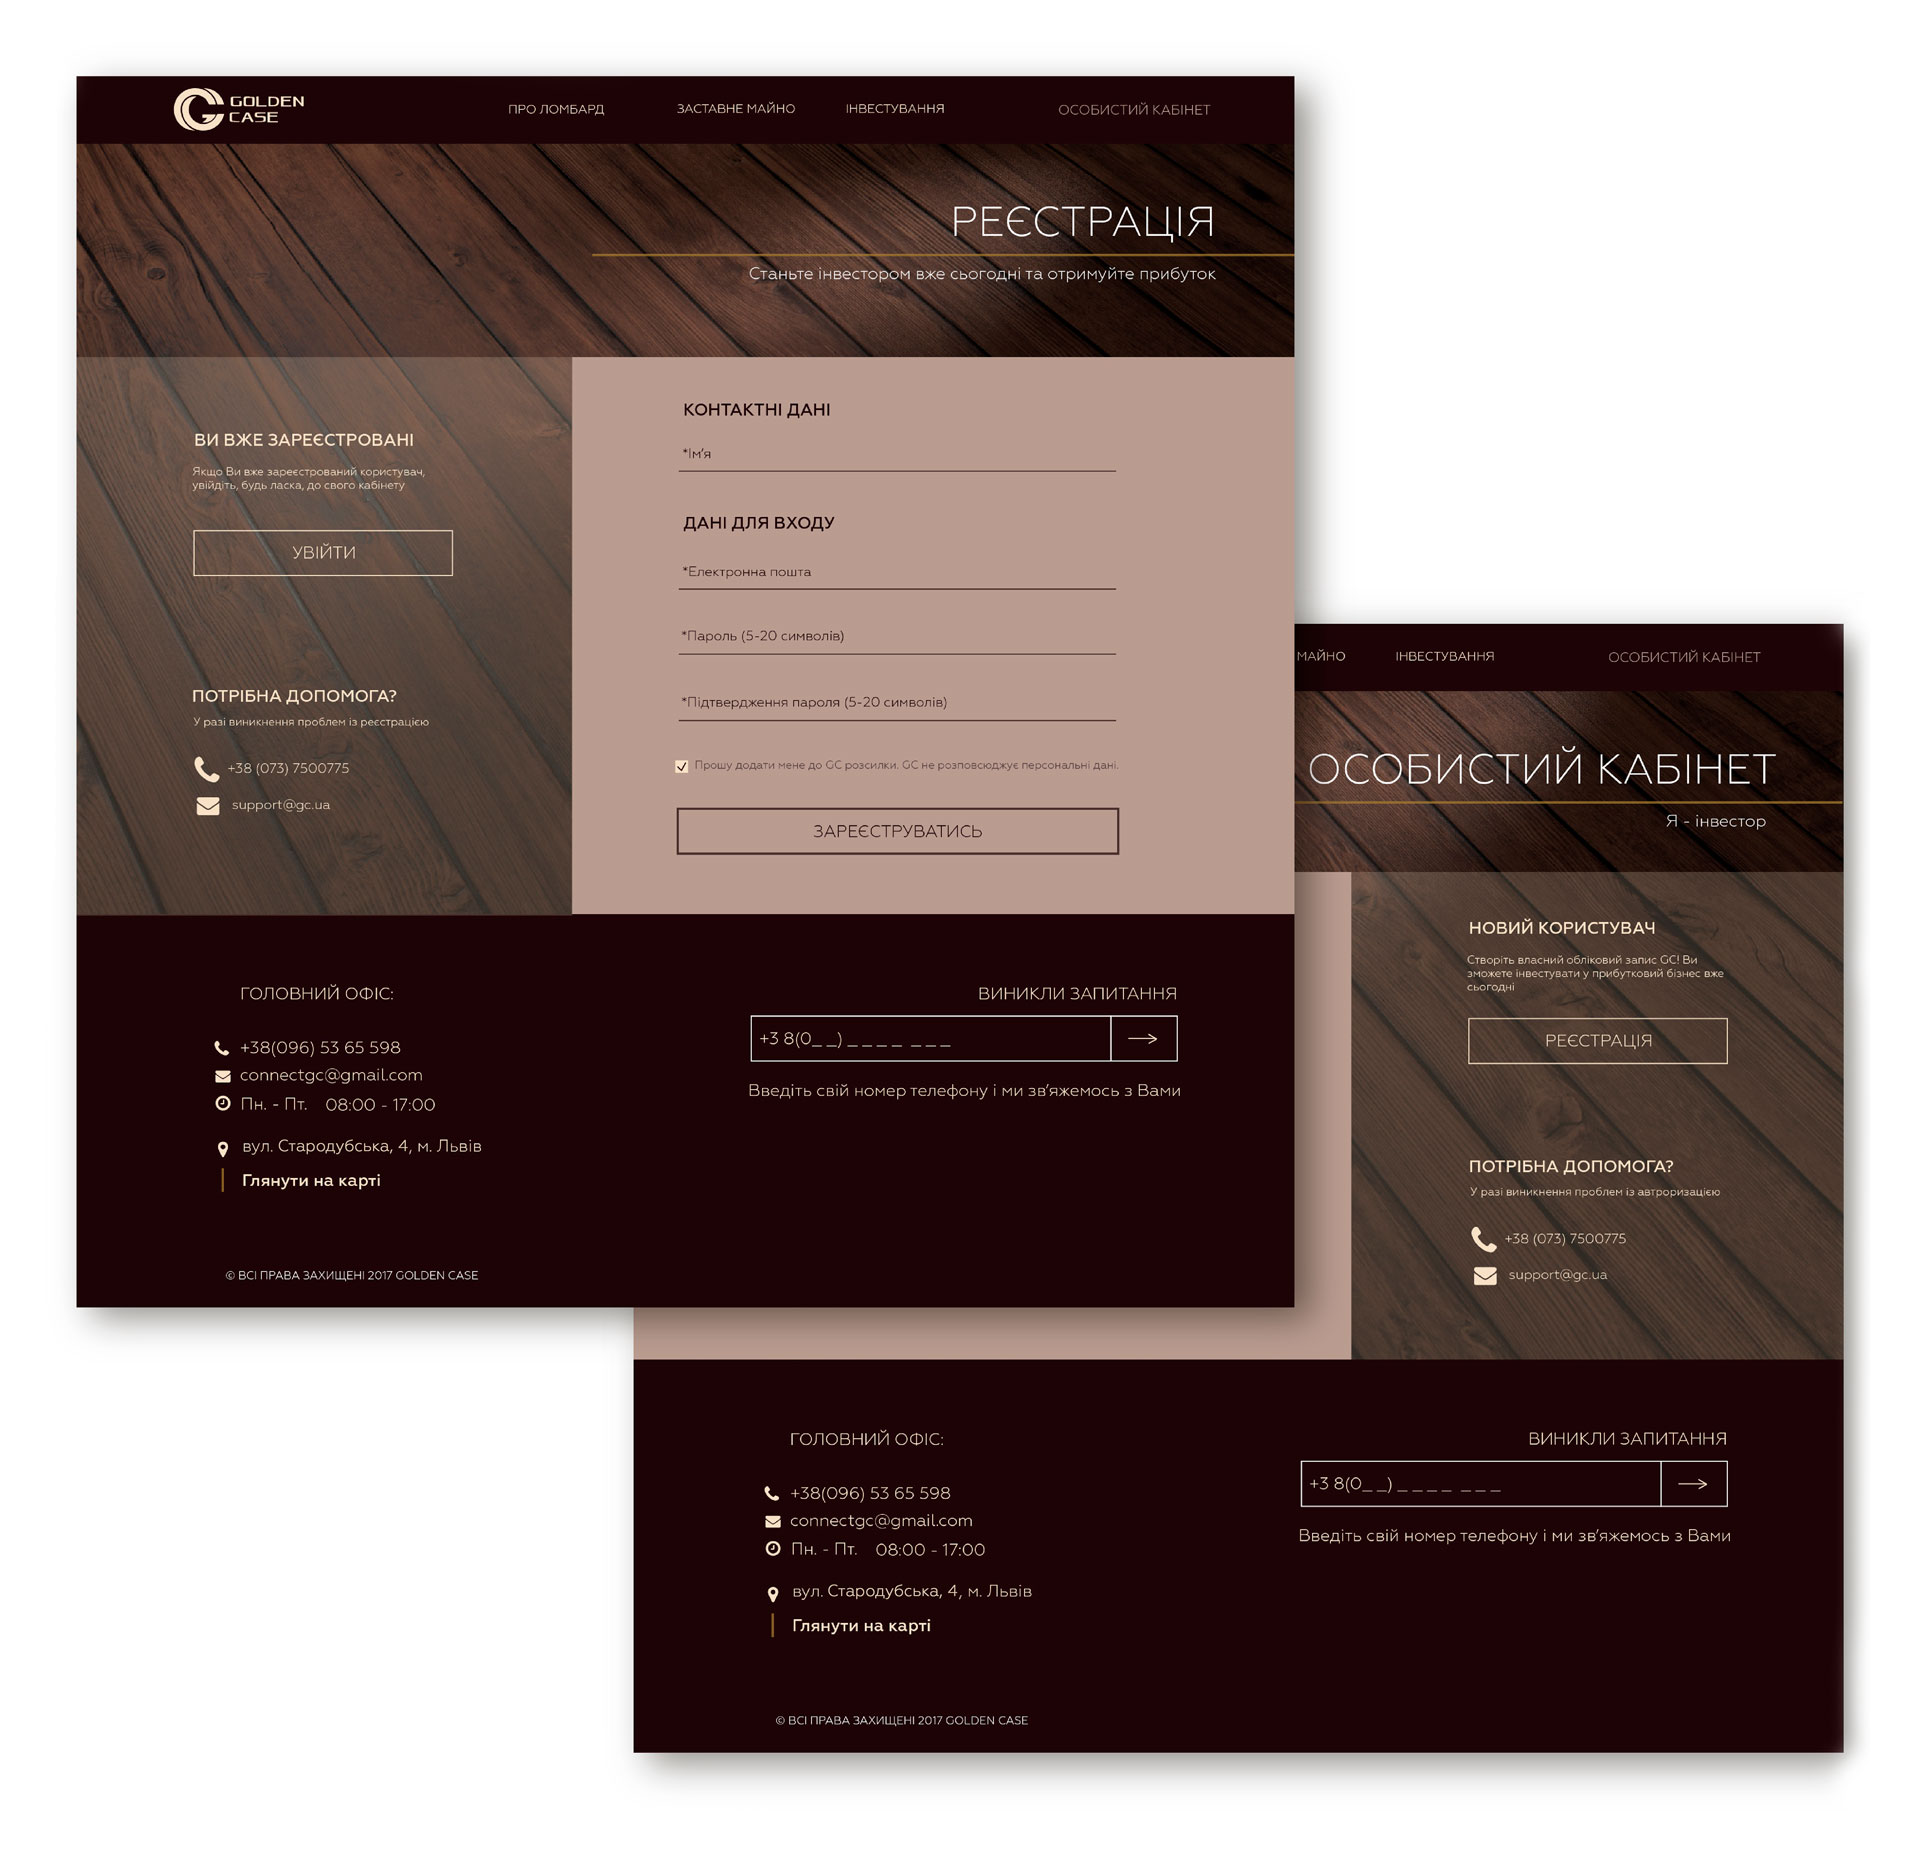 GOLDEN
CASE
ПРО ЛОМБАРД
ЗАСТАВНЕ МАЙНО
ІНВЕСТУВАННЯ
ОСОБИСТИЙ КАБІНЕТ
РЕЄСТРАЦІЯ
Станьте інвестором вже сьогодні та отримуйте прибуток
ВИ ВЖЕ ЗАРЕЄСТРОВАНІ
Якщо Ви вже зареєстрований користувач,
увійдіть, будь ласка, до свого кабінету
УВІЙТИ
ПОТРІБНА ДОПОМОГА?
У разі виникнення проблем із реєстрацією
+38 (073) 7500775
support@gc.ua
КОНТАКТНІ ДАНІ
*Ім'я
ДАНІ ДЛЯ ВХОДУ
*Електронна пошта
*Пароль (5-20 символів)
*Підтвердження пароля (5-20 символів)
Прошу додати мене до GC розсилки. GC не розповсюджує персональні дані.
ЗАРЕЄСТРУВАТИСЬ
ГОЛОВНИЙ ОФІС:
+38(096) 53 65 598
connectgc@gmail.com
Пн. - Пт. 08:00 - 17:00
вул. Стародубська, 4, м. Львів
Глянути на карті
ВИНИКЛИ ЗАПИТАННЯ
+3 8(0_ _) _ _ _ _ _ _ _
Введіть свій номер телефону і ми зв'яжемось з Вами
© ВСІ ПРАВА ЗАХИЩЕНІ 2017 GOLDEN CASE
МАЙНО
ІНВЕСТУВАННЯ
ОСОБИСТИЙ КАБІНЕТ
ОСОБИСТИЙ КАБІНЕТ
Я - інвестор
НОВИЙ КОРИСТУВАЧ
Створіть власний обліковий запис GC! Ви
зможете інвестувати у прибутковий бізнес вже
сьогодні
РЕЄСТРАЦІЯ
ПОТРІБНА ДОПОМОГА?
У разі виникнення проблем із автроризацією
+38 (073) 7500775
support@gc.ua
ГОЛОВНИЙ ОФІС:
+38(096) 53 65 598
connectgc@gmail.com
Пн. - Пт. 08:00 - 17:00
вул. Стародубська, 4, м. Львів
Глянути на карті
ВИНИКЛИ ЗАПИТАННЯ
+3 8(0_ _) _ _ _ _ _ _ _
Введіть свій номер телефону і ми зв'яжемось з Вами
© ВСІ ПРАВА ЗАХИЩЕНІ 2017 GOLDEN CASE